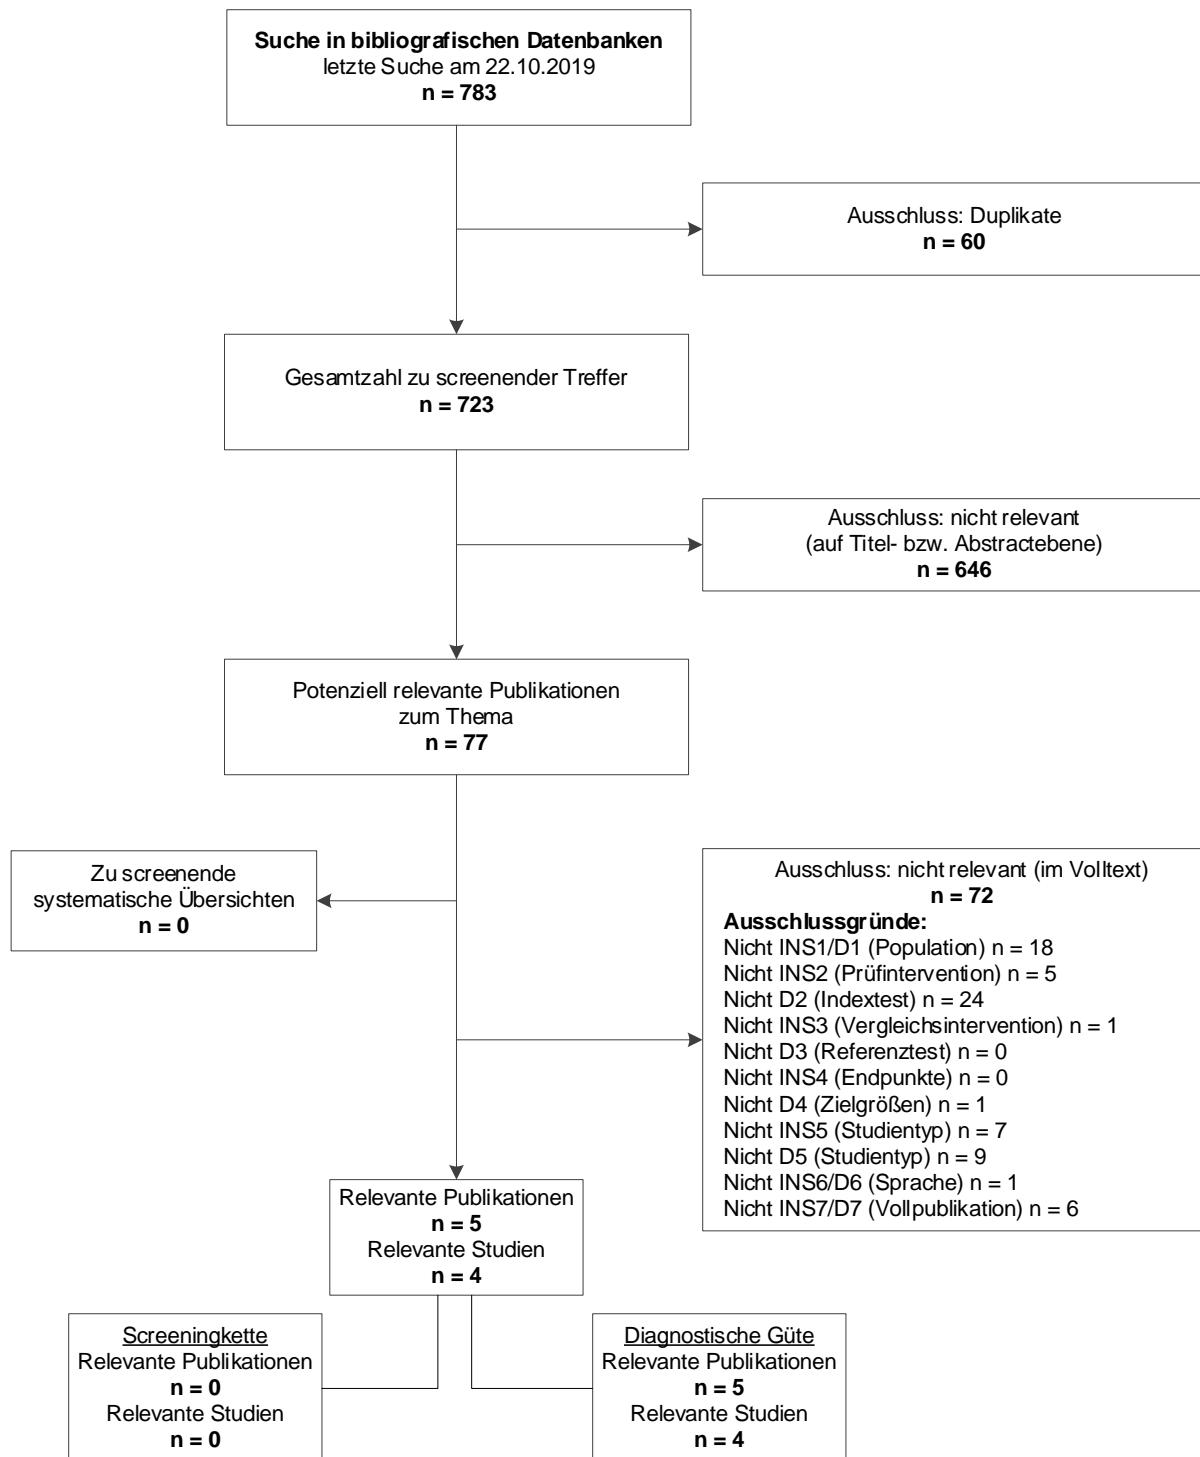 Suche in bibliografischen Datenbanken
letzte Suche am 22.10.2019
n = 783
Ausschluss: Duplikate
n = 60
Gesamtzahl zu screenender Treffer
n = 723
Ausschluss: nicht relevant
(auf Titel- bzw. Abstractebene)
n = 646
Potenziell relevante Publikationen
zum Thema
n = 77
Zu screenende
systematische Übersichten
n = 0
Ausschluss: nicht relevant (im Volltext)
n = 72
Ausschlussgründe:
Nicht INS1/D1 (Population) n = 18
Nicht INS2 (Prüfintervention) n = 5
Nicht D2 (Indextest) n = 24
Nicht INS3 (Vergleichsintervention) n = 1
Nicht D3 (Referenztest) n = 0
Nicht INS4 (Endpunkte) n = 0
Nicht D4 (Zielgrößen) n = 1
Nicht INS5 (Studientyp) n = 7
Nicht D5 (Studientyp) n = 9
Nicht INS6/D6 (Sprache) n = 1
Nicht INS7/D7 (Vollpublikation) n = 6
Relevante Publikationen
n = 5
Relevante Studien
n = 4
Screeningkette
Relevante Publikationen
n = 0
Relevante Studien
n = 0
Diagnostische Güte
Relevante Publikationen
n = 5
Relevante Studien
n = 4